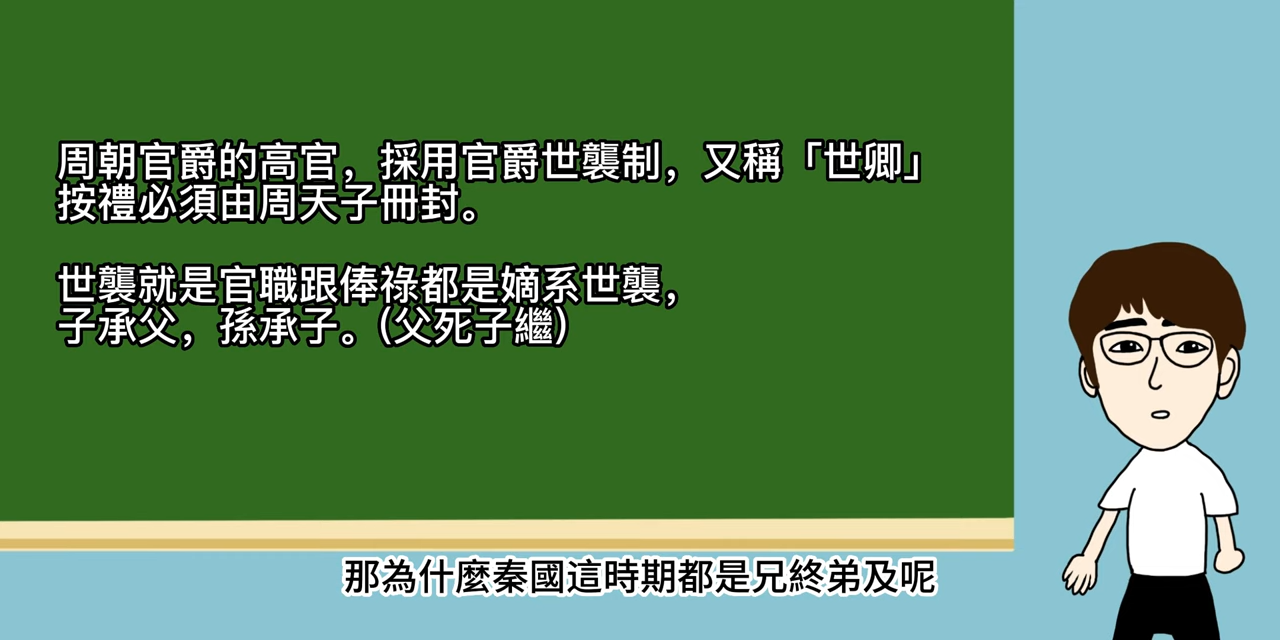 周朝官爵的高官，採用官爵世襲制，又稱「世卿」
按禮必須由周天子冊封。
世襲就是官職跟俸祿都是嫡系世襲，
子承父，孫承子。(父死子繼)
那為什麼秦國這時期都是兄終弟及呢